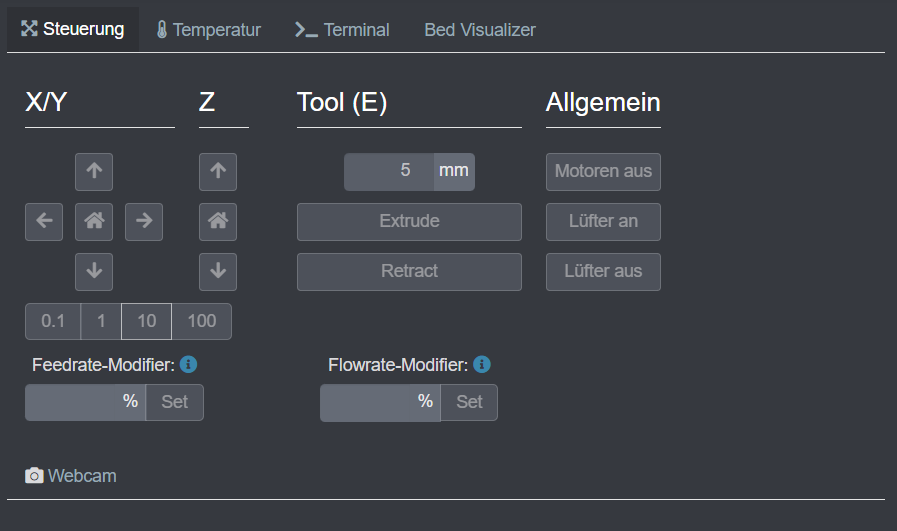 Steuerung Temperatur Terminal Bed Visualizer
X/Y Z Tool (E) Allgemein
5 mm Motoren aus
Extrude Lüfter an
Retract Lüfter aus
0.1 1 10 100
Feedrate-Modifier: Flowrate-Modifier:
% Set % Set
Webcam